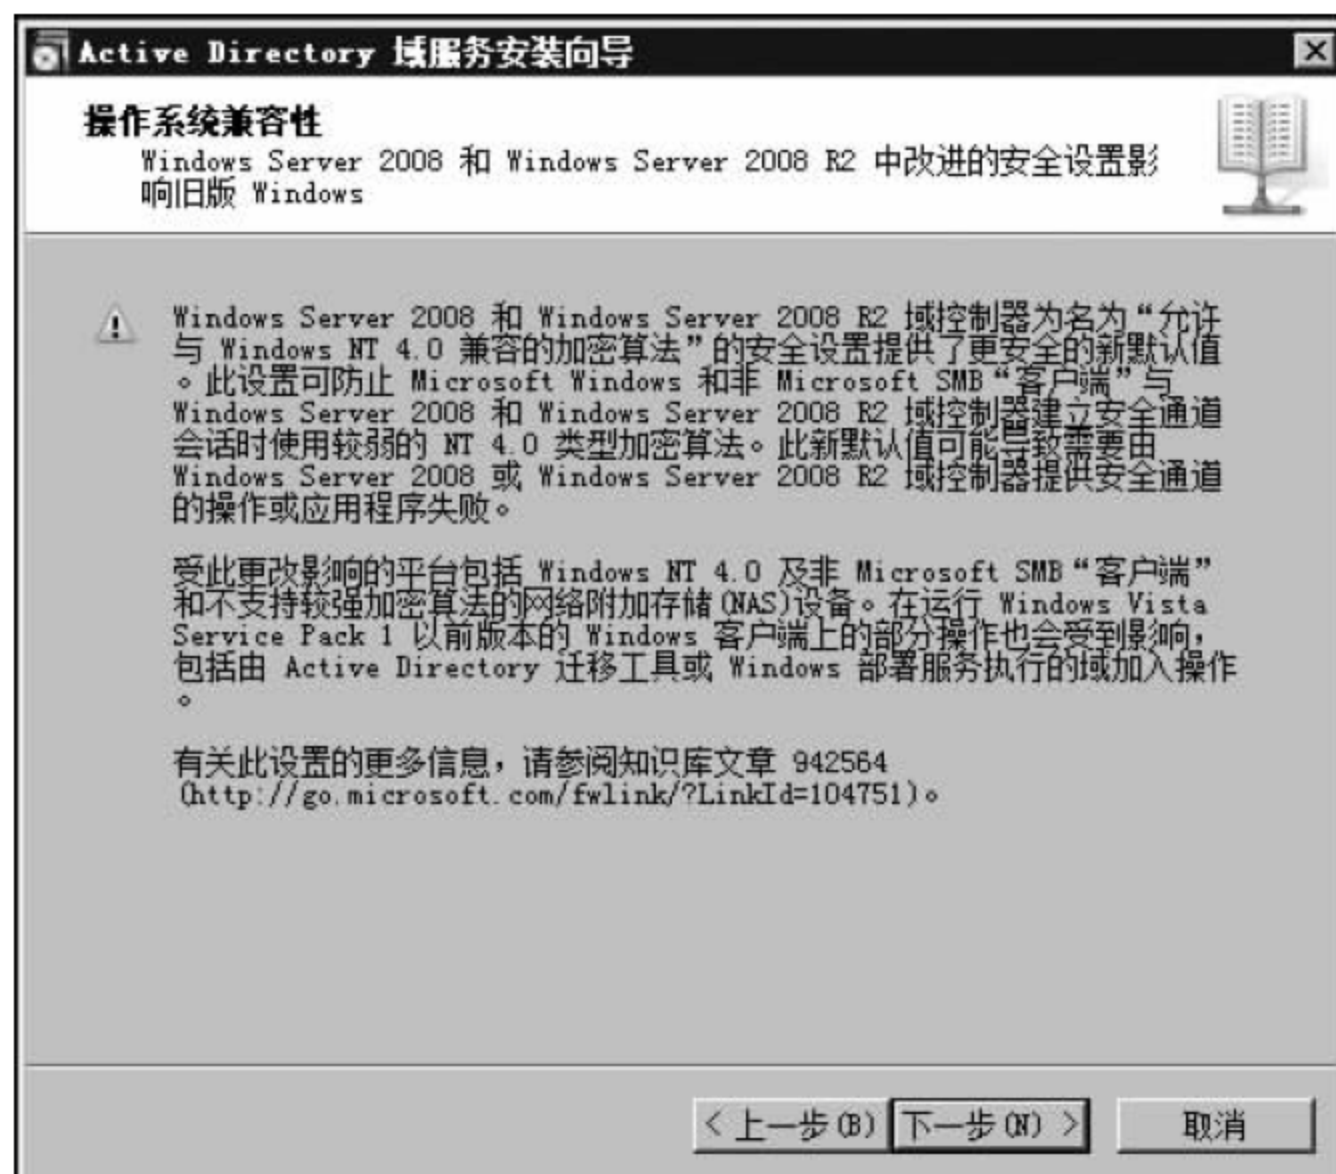 Active Directory 域服务安装向导
操作系统兼容性
Windows Server 2008 和 Windows Server 2008 R2 中改进的安全设置影
响旧版 Windows
Windows Server 2008 和 Windows Server 2008 R2 域控制器为名为“允许
与 Windows NT 4.0 兼容的加密算法”的安全设置提供了更安全的新默认值
。此设置可防止 Microsoft Windows 和非 Microsoft SMB“客户端”与
Windows Server 2008 和 Windows Server 2008 R2 域控制器建立安全通道
会话时使用较弱的 NT 4.0 类型加密算法。此新默认值可能导致需要由
Windows Server 2008 或 Windows Server 2008 R2 域控制器提供安全通道
的操作或应用程序失败。
受此更改影响的平台包括 Windows NT 4.0 及非 Microsoft SMB“客户端”
和不支持较强加密算法的网络附加存储(NAS)设备。在运行 Windows Vista
Service Pack 1 以前版本的 Windows 客户端上的部分操作也会受到影响，
包括由 Active Directory 迁移工具或 Windows 部署服务执行的域加入操作
。
有关此设置的更多信息，请参阅知识库文章 942564
(http://go.microsoft.com/fwlink/?LinkId=104751)。
< 上一步(B) 下一步(N) > 取消